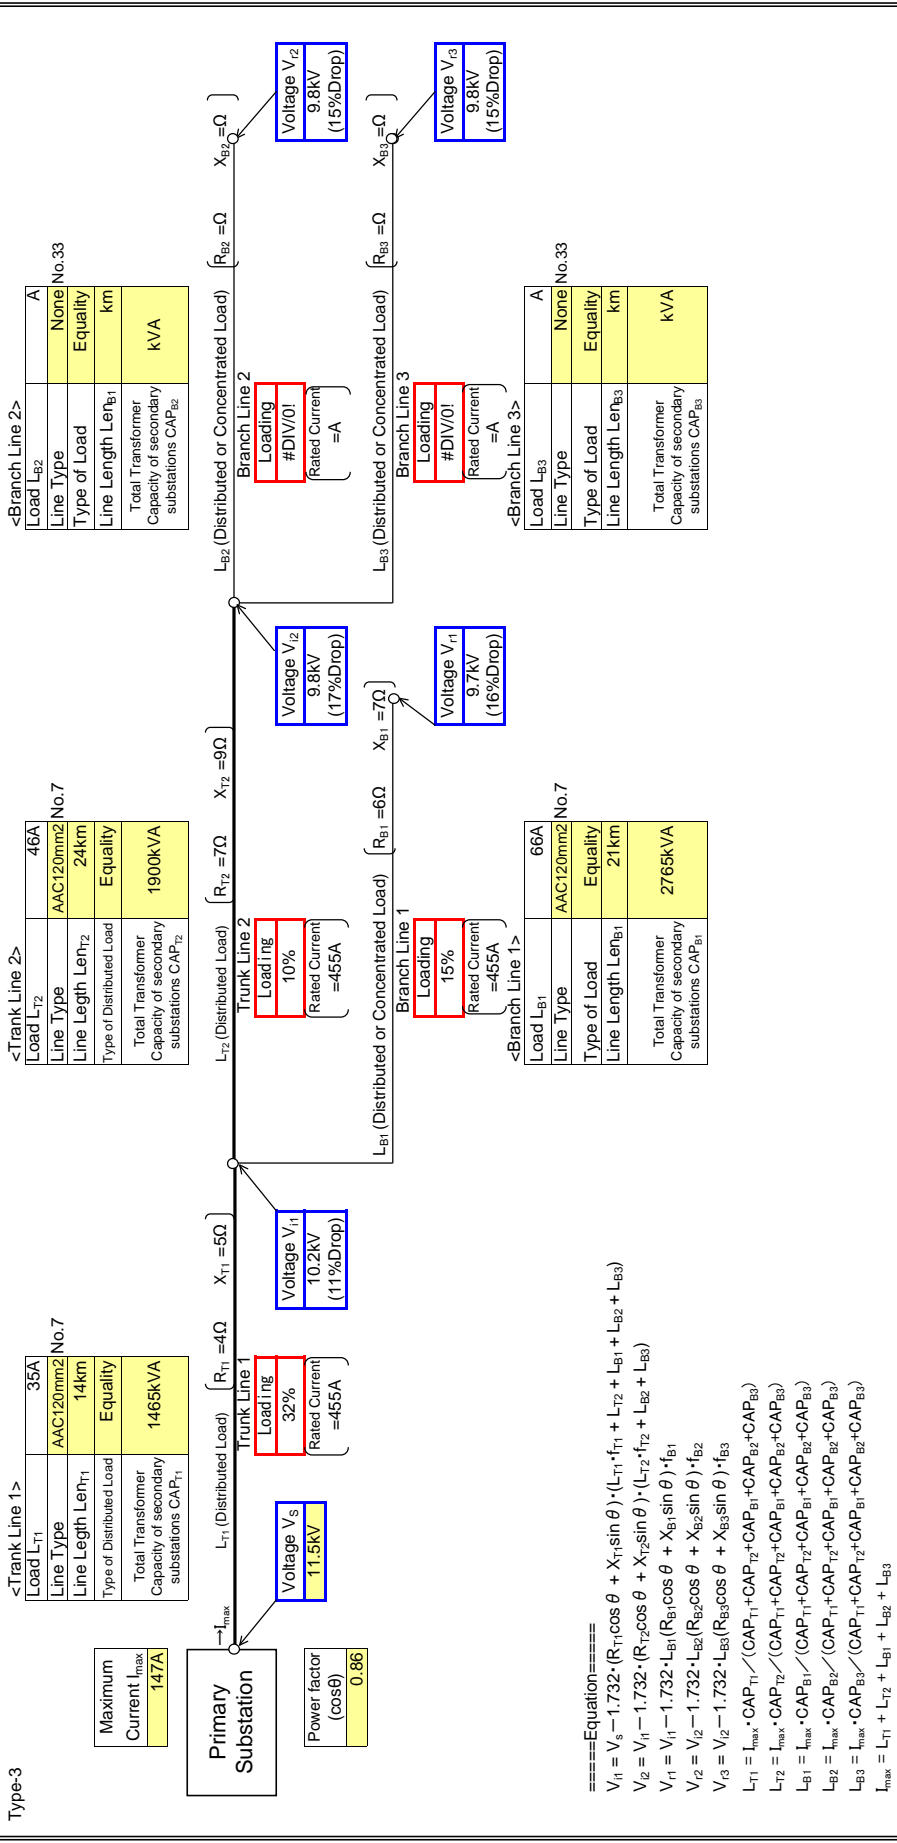 Type-3
<Trank Line 1>
Load LT1 35A
Line Type AAC120mm2 No.7
Line Legth LenT1 14km
Type of Distributed Load Equality
Total Transformer
Capacity of secondary
substations CAPT1
1465kVA
<Trank Line 2>
Load LT2 46A
Line Type AAC120mm2 No.7
Line Legth LenT2 24km
Type of Distributed Load Equality
Total Transformer
Capacity of secondary
substations CAPT2
1900kVA
<Branch Line 2>
Load LB2 A
Line Type None No.33
Type of Load Equality
Line Length LenB1 km
Total Transformer
Capacity of secondary
substations CAPB2
kVA
Maximum
Current Imax
147A
Primary
Substation
Power factor
(cosθ)
0.86
→Imax
Voltage VS
11.5kV
LT1 (Distributed Load) (RT1 =4Ω XT1 =5Ω)
Trunk Line 1
Loading
32%
Rated Current
=455A
Voltage Vi1
10.2kV
(11%Drop)
LT2 (Distributed Load) (RT2 =7Ω XT2 =9Ω)
Trunk Line 2
Loading
10%
Rated Current
=455A
Voltage Vi2
9.8kV
(17%Drop)
LB2 (Distributed or Concentrated Load) (RB2 =Ω XB2 =Ω)
Branch Line 2
Loading
#DIV/0!
Rated Current
=A
Voltage Vr2
9.8kV
(15%Drop)
LB1 (Distributed or Concentrated Load) (RB1 =6Ω XB1 =7Ω)
Branch Line 1
Loading
15%
Rated Current
=455A
Voltage Vr1
9.7kV
(16%Drop)
LB3 (Distributed or Concentrated Load) (RB3 =Ω XB3 =Ω)
Branch Line 3
Loading
#DIV/0!
Rated Current
=A
Voltage Vr3
9.8kV
(15%Drop)
<Branch Line 1>
Load LB1 66A
Line Type AAC120mm2 No.7
Type of Load Equality
Line Length LenB1 21km
Total Transformer
Capacity of secondary
substations CAPB1
2765kVA
<Branch Line 3>
Load LB3 A
Line Type None No.33
Type of Load Equality
Line Length LenB3 km
Total Transformer
Capacity of secondary
substations CAPB3
kVA
=====Equation=====
Vi1 = Vs－1.732･(RT1cos θ + XT1sin θ)･(LT1･fT1 + LT2 + LB1 + LB2 + LB3)
Vi2 = Vi1－1.732･(RT2cos θ + XT2sin θ)･(LT2･fT2 + LB2 + LB3)
Vr1 = Vi1－1.732･LB1(RB1cos θ + XB1sin θ)･fB1
Vr2 = Vi2－1.732･LB2(RB2cos θ + XB2sin θ)･fB2
Vr3 = Vi2－1.732･LB3(RB3cos θ + XB3sin θ)･fB3
LT1 = Imax･CAPT1／(CAPT1+CAPT2+CAPB1+CAPB2+CAPB3)
LT2 = Imax･CAPT2／(CAPT1+CAPT2+CAPB1+CAPB2+CAPB3)
LB1 = Imax･CAPB1／(CAPT1+CAPT2+CAPB1+CAPB2+CAPB3)
LB2 = Imax･CAPB2／(CAPT1+CAPT2+CAPB1+CAPB2+CAPB3)
LB3 = Imax･CAPB3／(CAPT1+CAPT2+CAPB1+CAPB2+CAPB3)
Imax = LT1 + LT2 + LB1 + LB2 + LB3